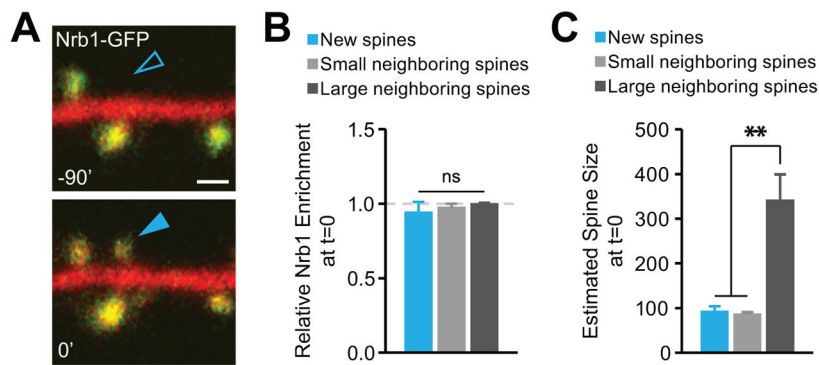 A
Nrb1-GFP
-90’
0’
B
New spines
Small neighboring spines
Large neighboring spines
Relative Nrb1 Enrichment
at t=0
1.5
1.0
0.5
0.0
ns
C
New spines
Small neighboring spines
Large neighboring spines
Estimated Spine Size
at t=0
500
400
300
200
100
0
**